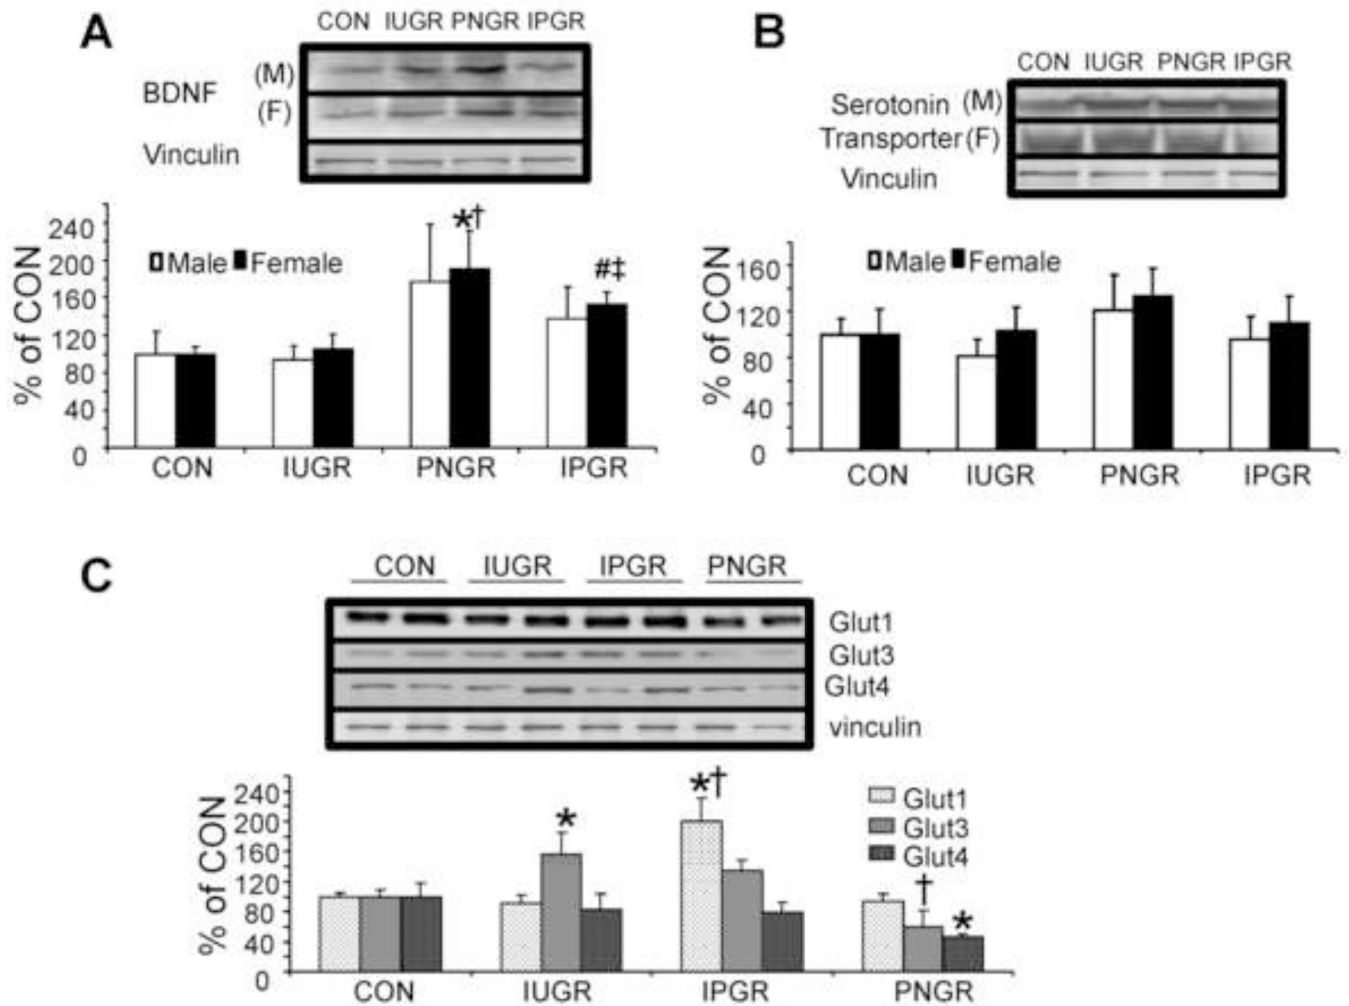 A
CON IUGR PNGR IPGR
BDNF
(M)
(F)
Vinculin
240
200
160
120
80
40
0
% of CON
Male Female
*†
#‡
CON IUGR PNGR IPGR
B
CON IUGR PNGR IPGR
Serotonin (M)
Transporter (F)
Vinculin
160
120
80
40
0
% of CON
Male Female
CON IUGR PNGR IPGR
C
CON IUGR IPGR PNGR
Glut1
Glut3
Glut4
vinculin
240
200
160
120
80
40
0
% of CON
*
*†
†
*
Glut1
Glut3
Glut4
CON IUGR IPGR PNGR